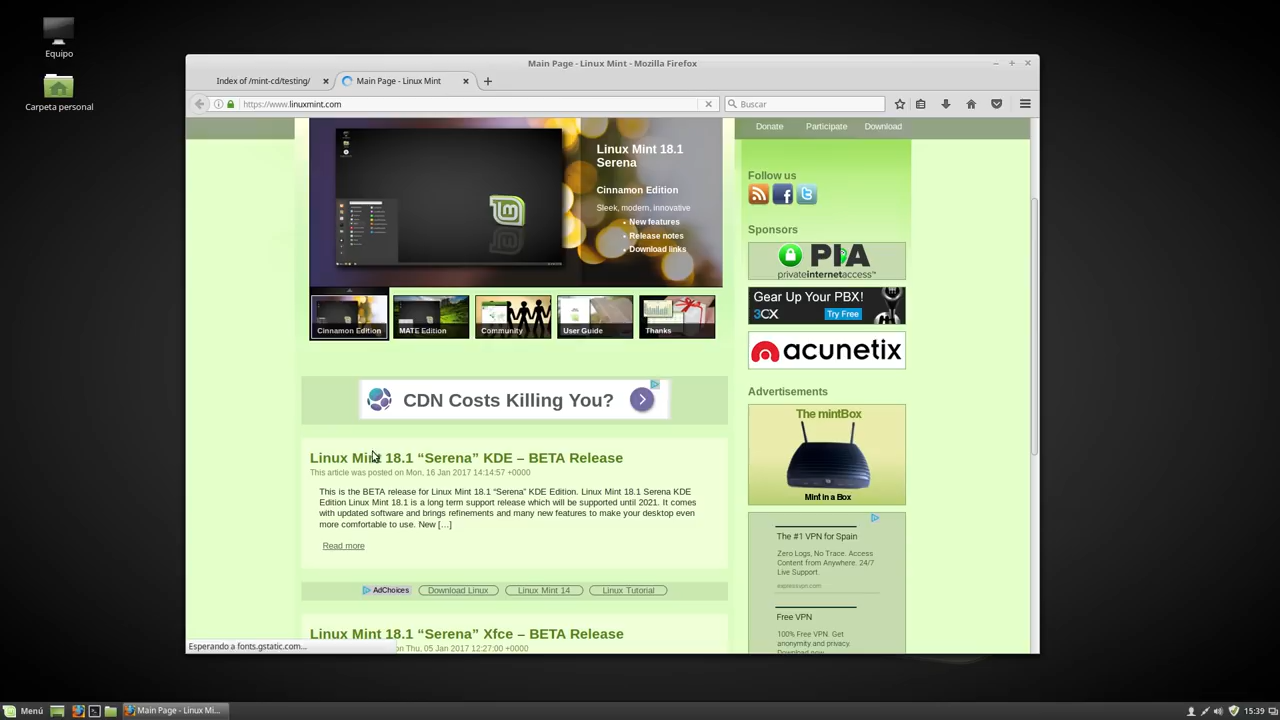 Equipo
Carpeta personal
Main Page - Linux Mint - Mozilla Firefox
Index of /mint-cd/testing/
Main Page - Linux Mint
https://www.linuxmint.com
Buscar
Donate
Participate
Download
Linux Mint 18.1
Serena
Cinnamon Edition
Sleek, modern, innovative
• New features
• Release notes
• Download links
Cinnamon Edition
MATE Edition
Community
User Guide
Thanks
CDN Costs Killing You?
Linux Mint 18.1 “Serena” KDE – BETA Release
This article was posted on Mon. 16 Jan 2017 14:14:57 +0000
This is the BETA release for Linux Mint 18.1 “Serena” KDE Edition. Linux Mint 18.1 Serena KDE
Edition Linux Mint 18.1 is a long term support release which will be supported until 2021. It comes
with updated software and brings refinements and many new features to make your desktop even
more comfortable to use. New […]
Read more
AdChoices
Download Linux
Linux Mint 14
Linux Tutorial
Linux Mint 18.1 “Serena” Xfce – BETA Release
on Thu. 05 Jan 2017 12:27:00 +0000
Follow us
Sponsors
PIA
privateinternetaccess™
Gear Up Your PBX!
3CX
Try Free
acunetix
Advertisements
The mintBox
Mint in a Box
The #1 VPN for Spain
Zero Logs, No Trace. Access
Content from Anywhere. 24/7
Live Support.
expressvpn.com
Free VPN
100% Free VPN. Get
anonymity and privacy.
Download now
Esperando a fonts.gstatic.com...
Menú
Main Page - Linux Mi...
15:39